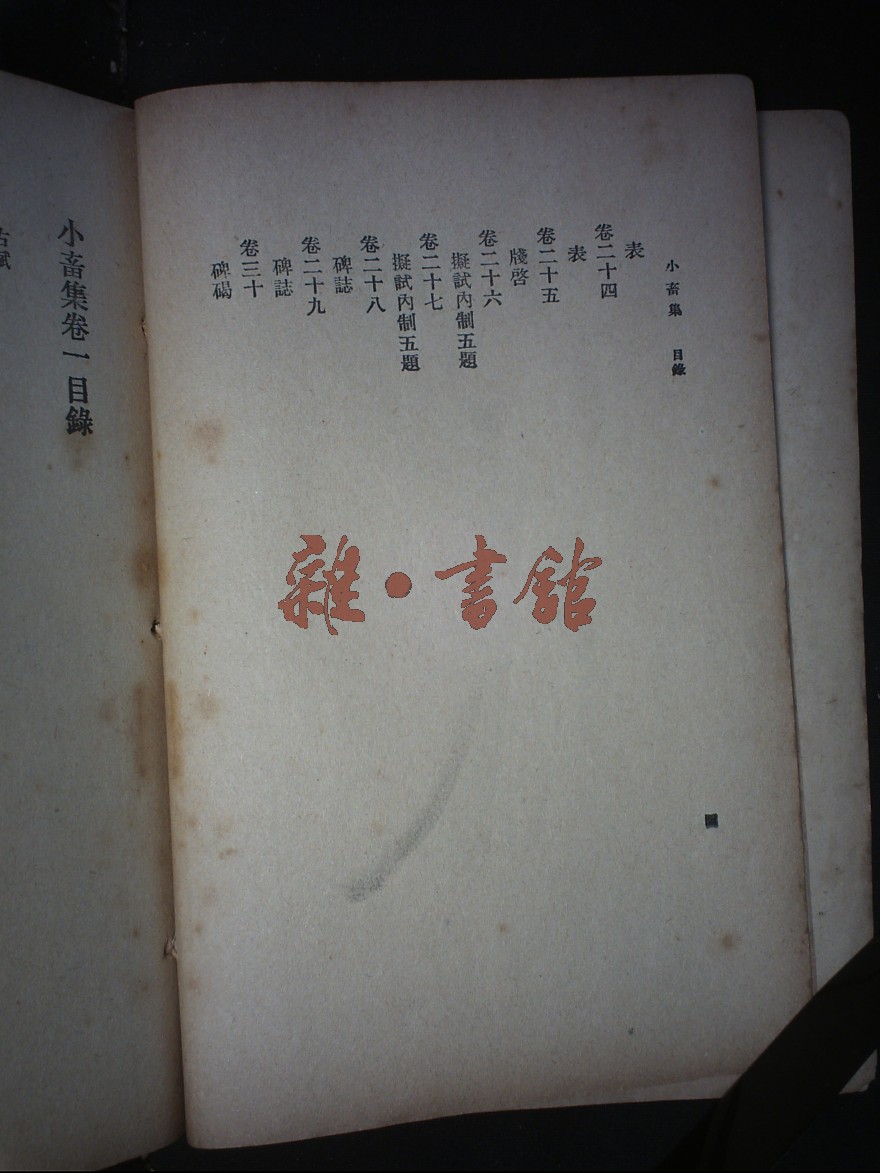 小畜集 目錄
表
卷二十四
表
卷二十五
牋啓
卷二十六
擬試內制五題
卷二十七
擬試內制五題
卷二十八
碑誌
卷二十九
碑誌
卷三十
碑碣
小畜集卷一目錄
古賦
雜·書館